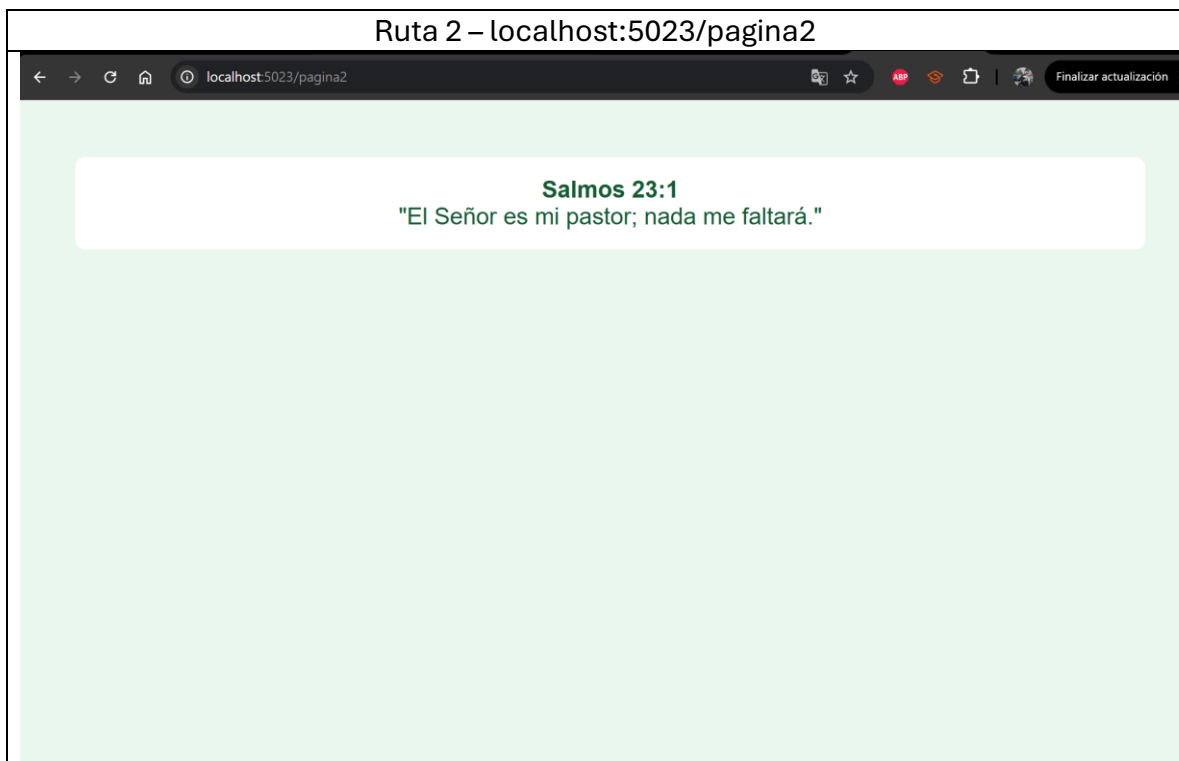 Ruta 2 – localhost:5023/pagina2
localhost:5023/pagina2
ABP
Finalizar actualización
Salmos 23:1
"El Señor es mi pastor; nada me faltará."